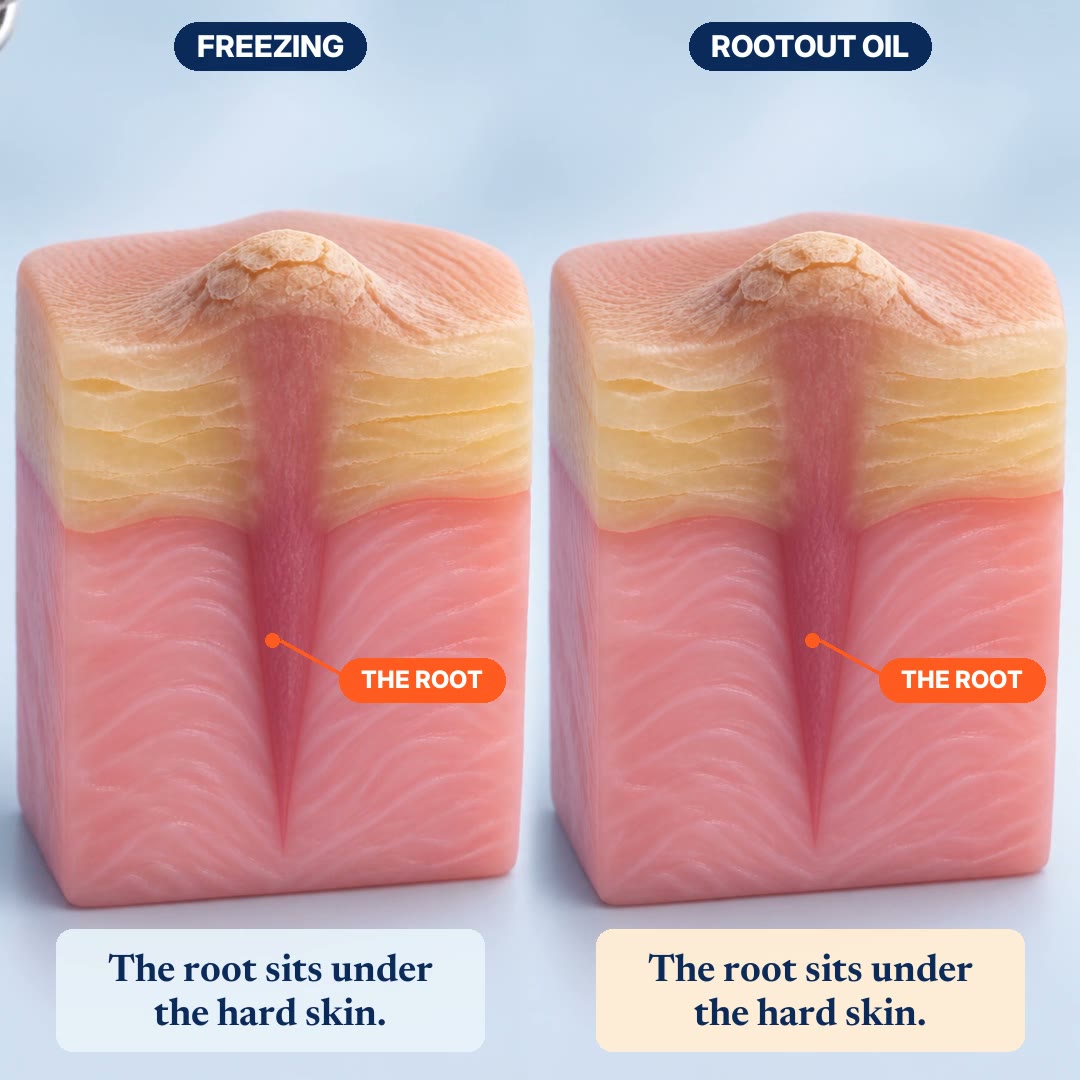 FREEZING
ROOTOUT OIL
THE ROOT
THE ROOT
The root sits under
the hard skin.
The root sits under
the hard skin.